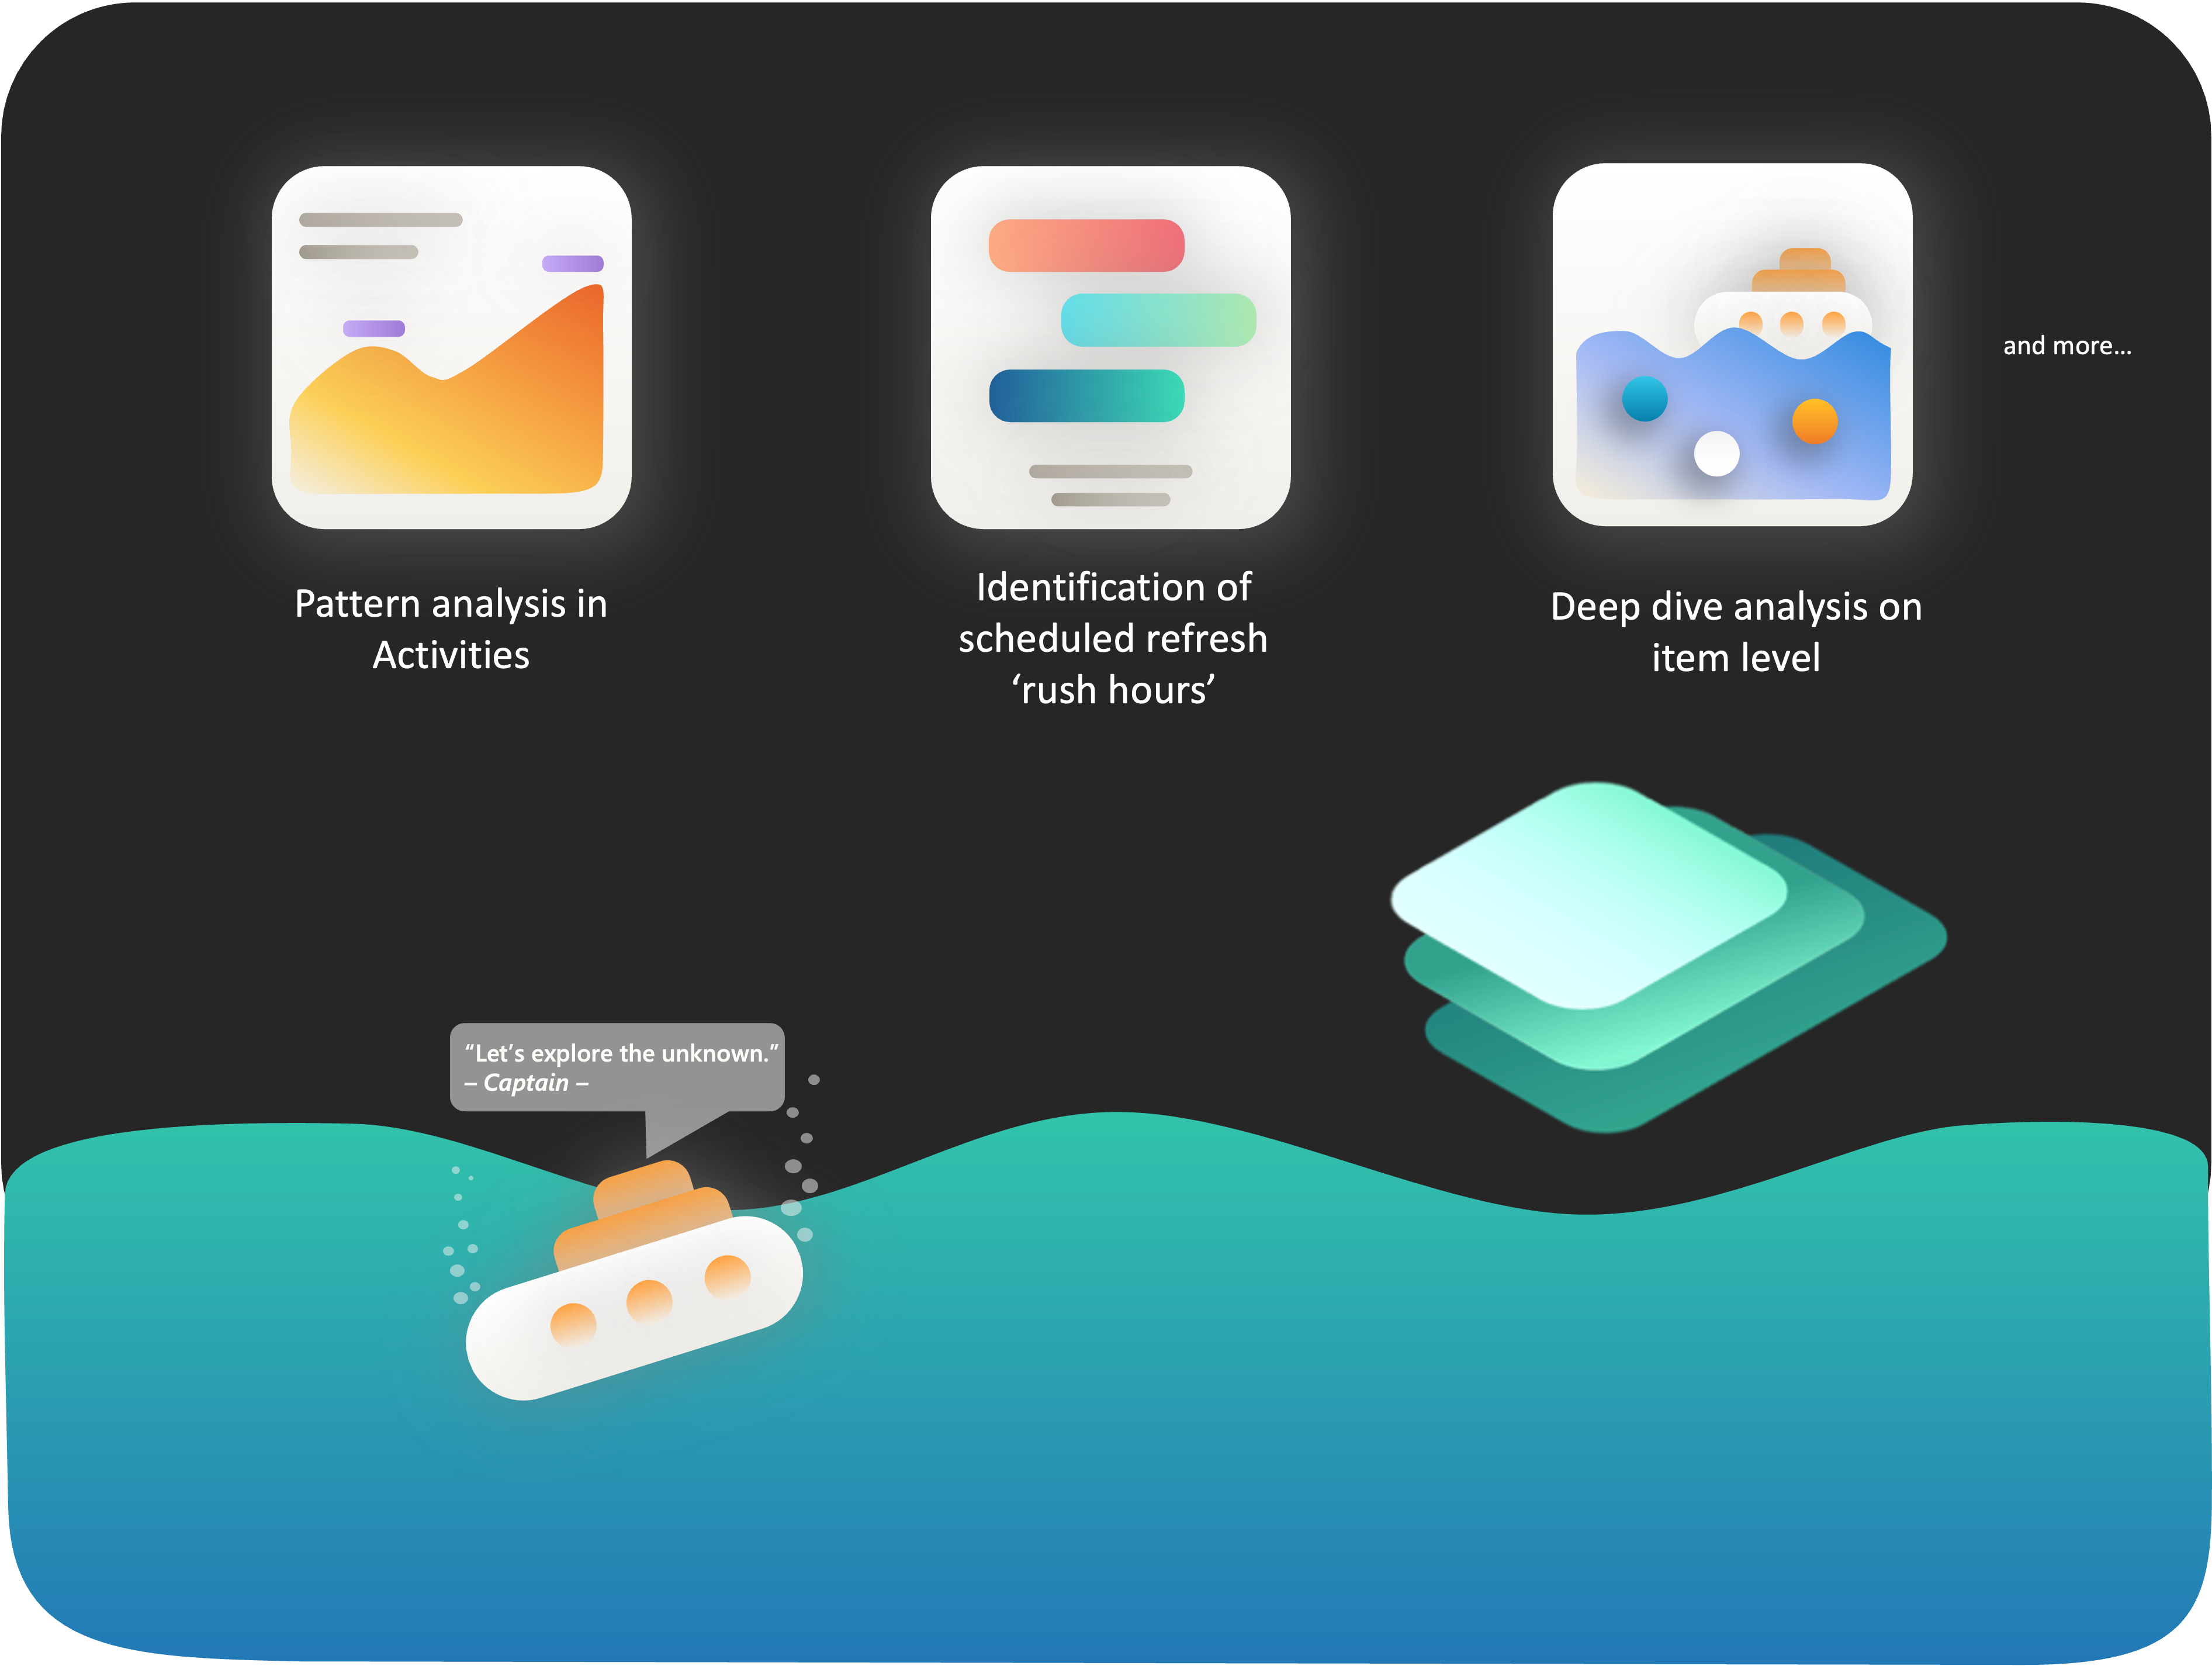 Pattern analysis in
Activities
Identification of
scheduled refresh
‘rush hours’
Deep dive analysis on
item level
and more...
“Let’s explore the unknown.”
– Captain –